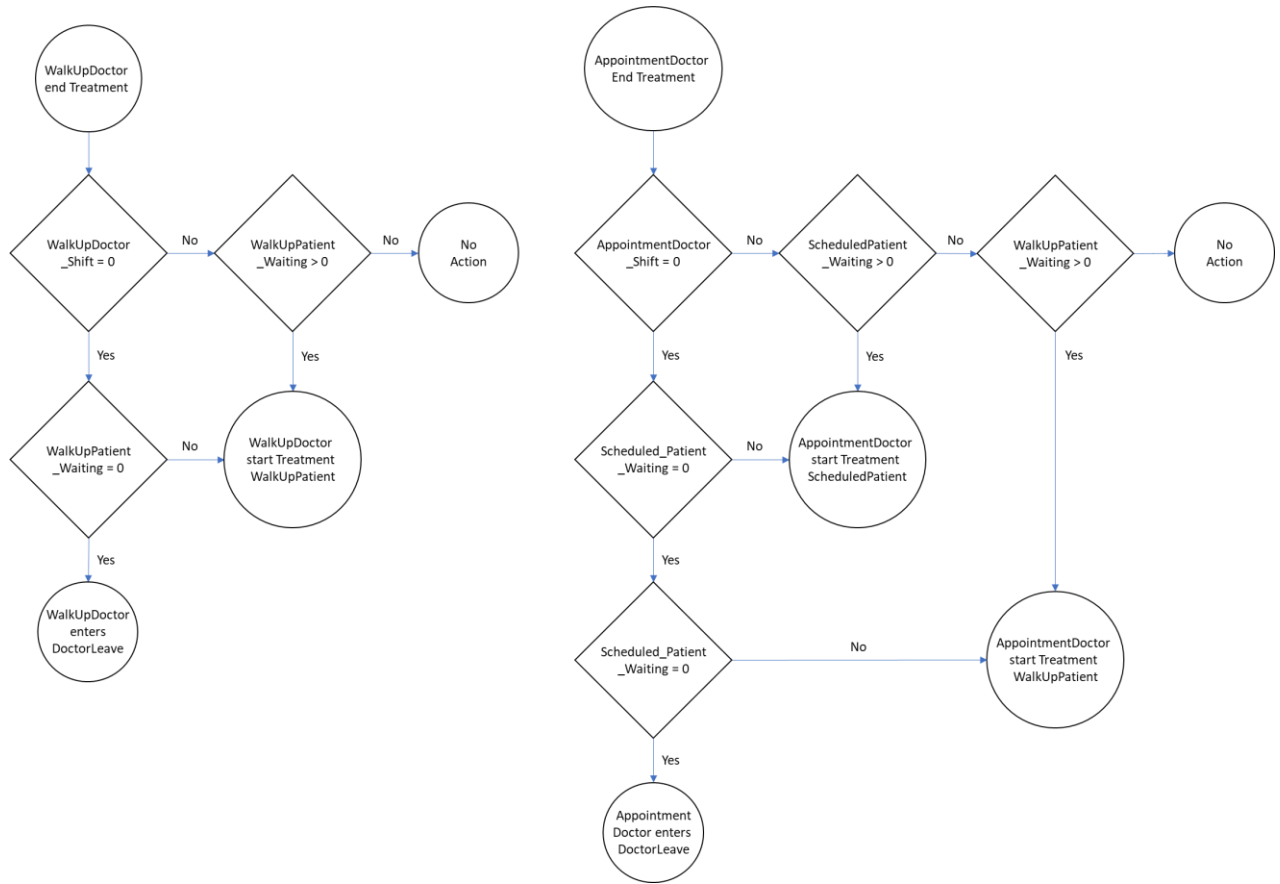 WalkUpDoctor
end Treatment
WalkUpDoctor
_Shift = 0
No
WalkUpPatient
_Waiting > 0
No
No
Action
Yes
Yes
WalkUpPatient
_Waiting = 0
No
WalkUpDoctor
start Treatment
WalkUpPatient
Yes
WalkUpDoctor
enters
DoctorLeave
AppointmentDoctor
End Treatment
AppointmentDoctor
_Shift = 0
No
ScheduledPatient
_Waiting > 0
No
WalkUpPatient
_Waiting > 0
No
Action
Yes
Yes
Yes
Scheduled_Patient
_Waiting = 0
No
AppointmentDoctor
start Treatment
ScheduledPatient
Yes
Scheduled_Patient
_Waiting = 0
No
AppointmentDoctor
start Treatment
WalkUpPatient
Yes
Appointment
Doctor enters
DoctorLeave